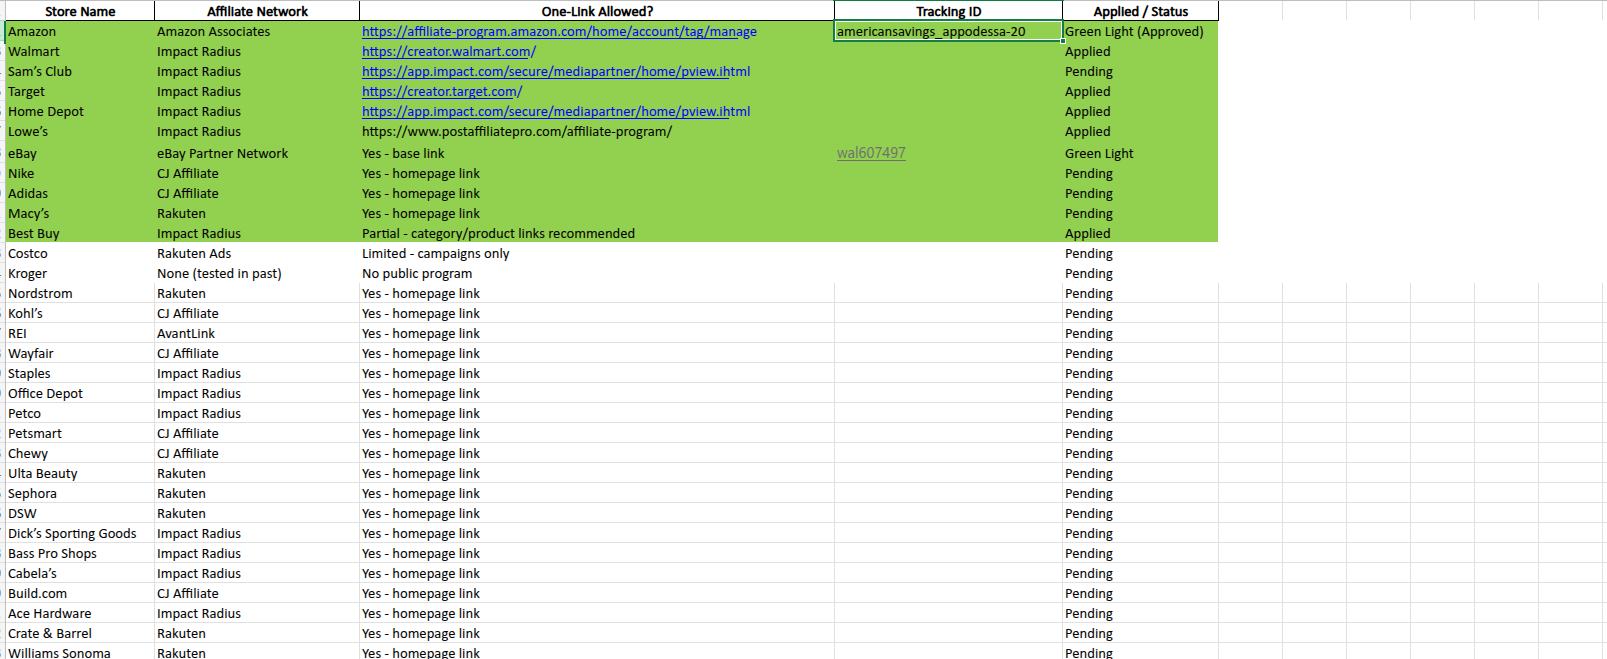 Store Name Affiliate Network One-Link Allowed? Tracking ID Applied / Status
Amazon Amazon Associates https://affiliate-program.amazon.com/home/account/tag/manage americansavings_appodessa-20 Green Light (Approved)
Walmart Impact Radius https://creator.walmart.com/ Applied
Sam’s Club Impact Radius https://app.impact.com/secure/mediapartner/home/pview.ihtml Pending
Target Impact Radius https://creator.target.com/ Applied
Home Depot Impact Radius https://app.impact.com/secure/mediapartner/home/pview.ihtml Applied
Lowe’s Impact Radius https://www.postaffiliatepro.com/affiliate-program/ Applied
eBay eBay Partner Network Yes - base link wal607497 Green Light
Nike CJ Affiliate Yes - homepage link Pending
Adidas CJ Affiliate Yes - homepage link Pending
Macy’s Rakuten Yes - homepage link Pending
Best Buy Impact Radius Partial - category/product links recommended Applied
Costco Rakuten Ads Limited - campaigns only Pending
Kroger None (tested in past) No public program Pending
Nordstrom Rakuten Yes - homepage link Pending
Kohl’s CJ Affiliate Yes - homepage link Pending
REI AvantLink Yes - homepage link Pending
Wayfair CJ Affiliate Yes - homepage link Pending
Staples Impact Radius Yes - homepage link Pending
Office Depot Impact Radius Yes - homepage link Pending
Petco Impact Radius Yes - homepage link Pending
Petsmart CJ Affiliate Yes - homepage link Pending
Chewy CJ Affiliate Yes - homepage link Pending
Ulta Beauty Rakuten Yes - homepage link Pending
Sephora Rakuten Yes - homepage link Pending
DSW Rakuten Yes - homepage link Pending
Dick’s Sporting Goods Impact Radius Yes - homepage link Pending
Bass Pro Shops Impact Radius Yes - homepage link Pending
Cabela’s Impact Radius Yes - homepage link Pending
Build.com CJ Affiliate Yes - homepage link Pending
Ace Hardware Impact Radius Yes - homepage link Pending
Crate & Barrel Rakuten Yes - homepage link Pending
Williams Sonoma Rakuten Yes - homepage link Pending